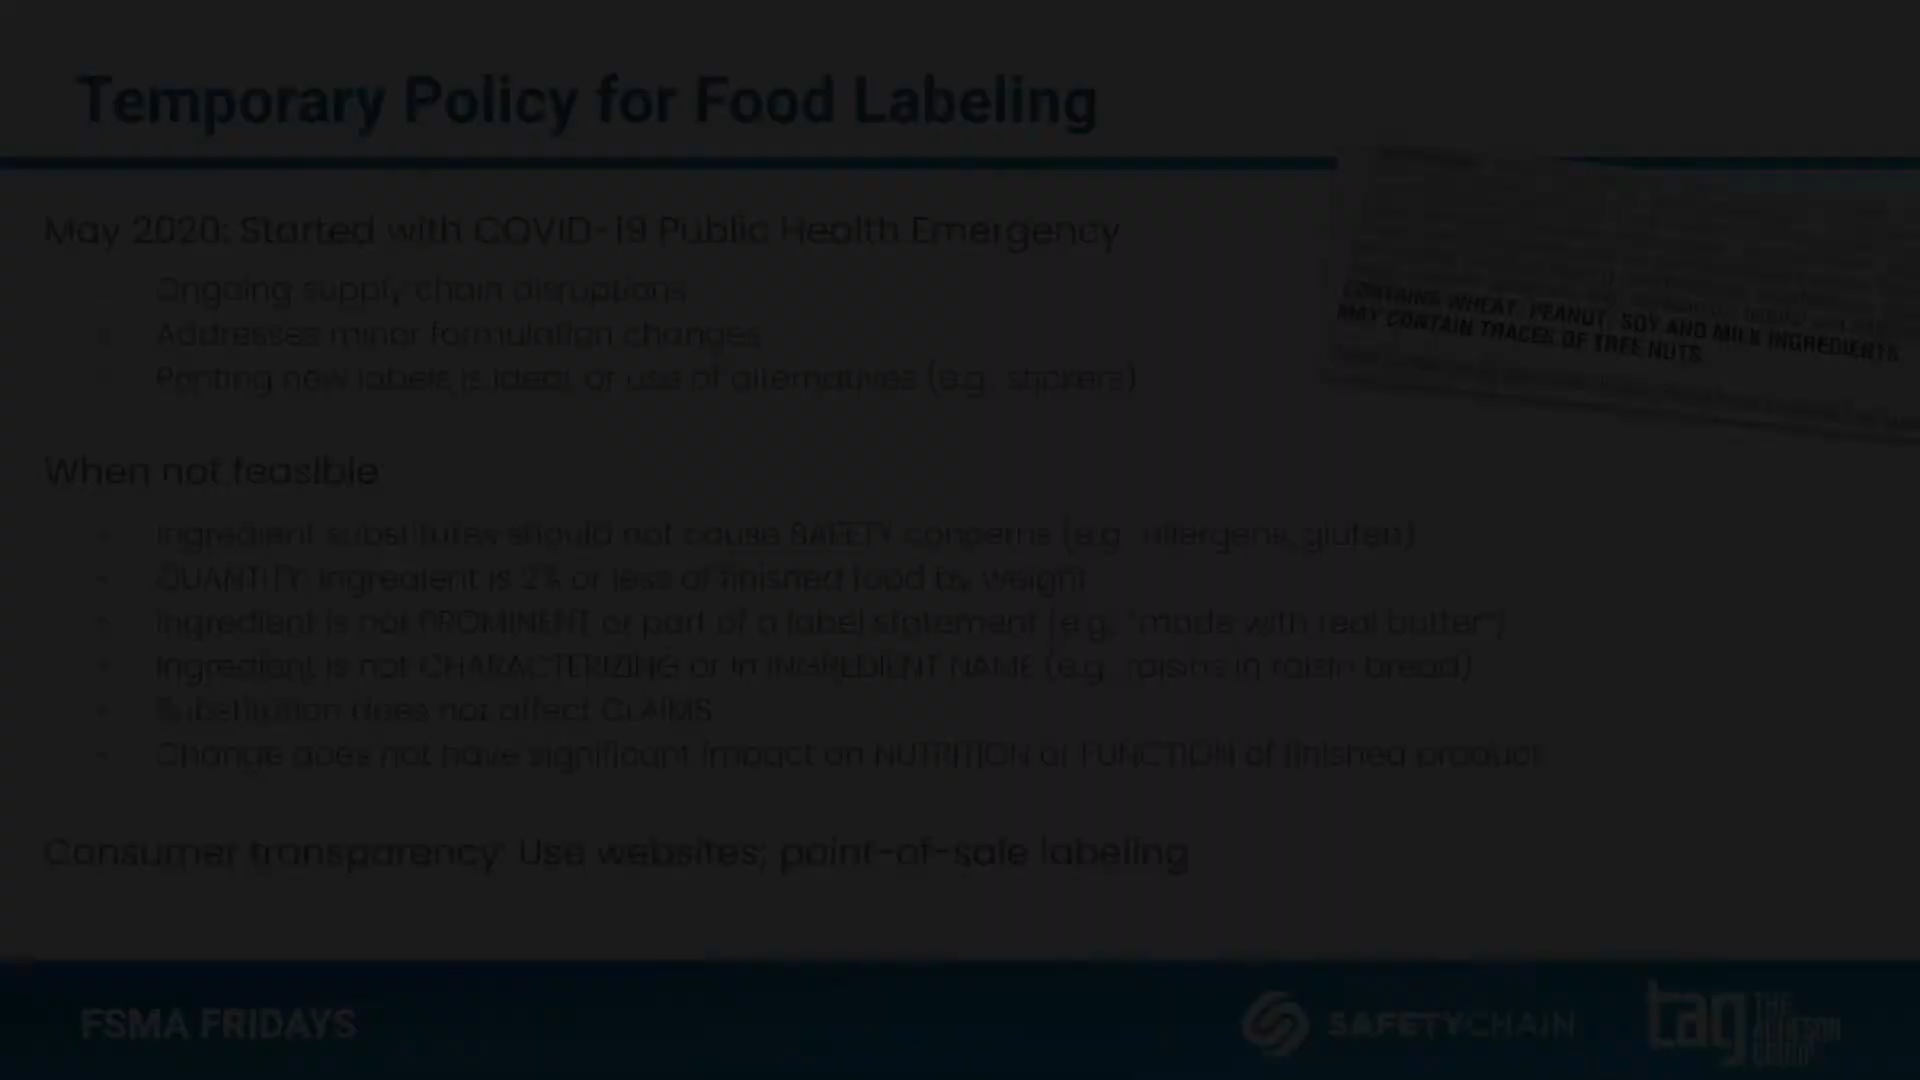 Temporary Policy for Food Labeling
May 2020: Started with COVID-19 Public Health Emergency
- Ongoing supply chain disruptions
- Addresses minor formulation changes
- Printing new labels is ideal, or use of alternatives (e.g. stickers)
CONTAINS WHEAT, PEANUT, SOY AND MILK INGREDIENTS.
MAY CONTAIN TRACES OF TREE NUTS.
When not feasible
- Ingredient substitutes should not cause SAFETY concerns (e.g. allergens, gluten)
- QUANTITY: Ingredient is 2% or less of finished food by weight
- Ingredient is not PROMINENT or part of a label statement (e.g. "made with real butter")
- Ingredient is not CHARACTERIZING or in INGREDIENT NAME (e.g. raisins in raisin bread)
- Substitution does not affect CLAIMS
- Change does not have significant impact on NUTRITION or FUNCTION of finished product
Consumer transparency: Use websites; point-of-sale labeling
FSMA FRIDAYS
SAFETYCHAIN
tag THE
ACHESON
GROUP